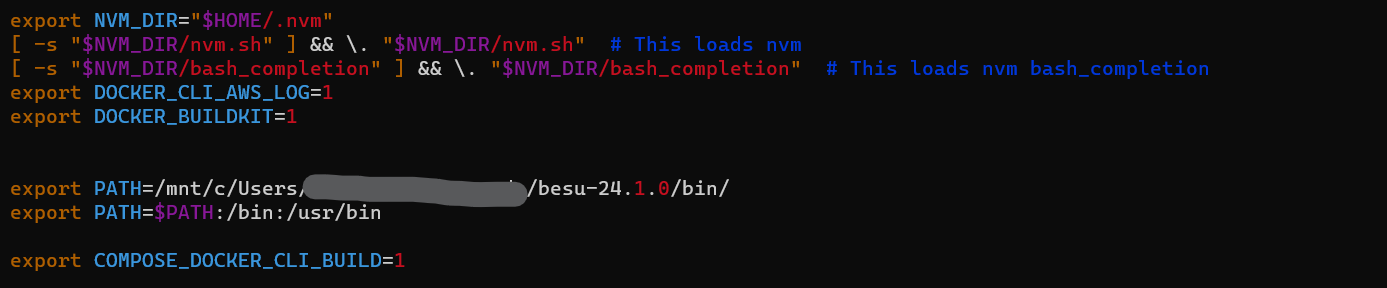 export NVM_DIR="$HOME/.nvm"
[ -s "$NVM_DIR/nvm.sh" ] && \. "$NVM_DIR/nvm.sh"  # This loads nvm
[ -s "$NVM_DIR/bash_completion" ] && \. "$NVM_DIR/bash_completion"  # This loads nvm bash_completion
export DOCKER_CLI_AWS_LOG=1
export DOCKER_BUILDKIT=1
export PATH=/mnt/c/Users/ /besu-24.1.0/bin/
export PATH=$PATH:/bin:/usr/bin
export COMPOSE_DOCKER_CLI_BUILD=1